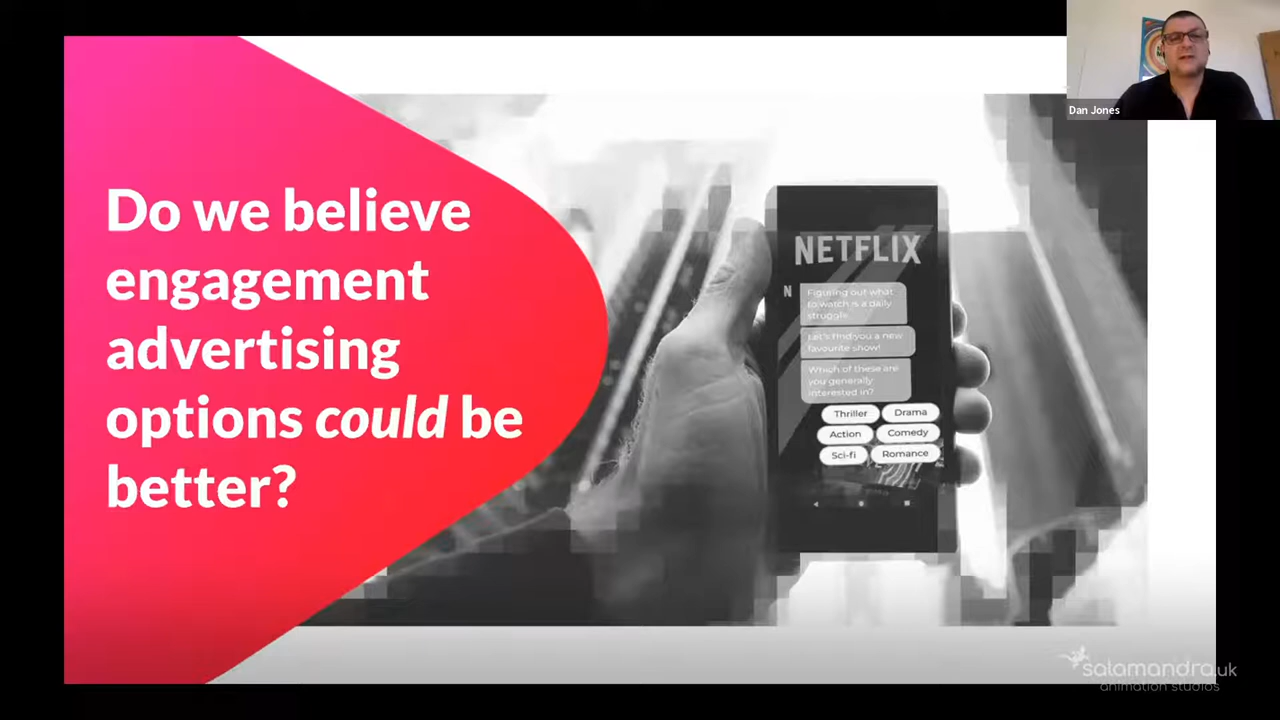 Do we believe
engagement
advertising
options could be
better?
NETFLIX
N
Figuring out what
to watch is a daily
struggle.
Let's find you a new
favourite show!
Which of these are
you generally
interested in?
Thriller
Drama
Action
Comedy
Sci-fi
Romance
Dan Jones
salamandra.uk
animation studios